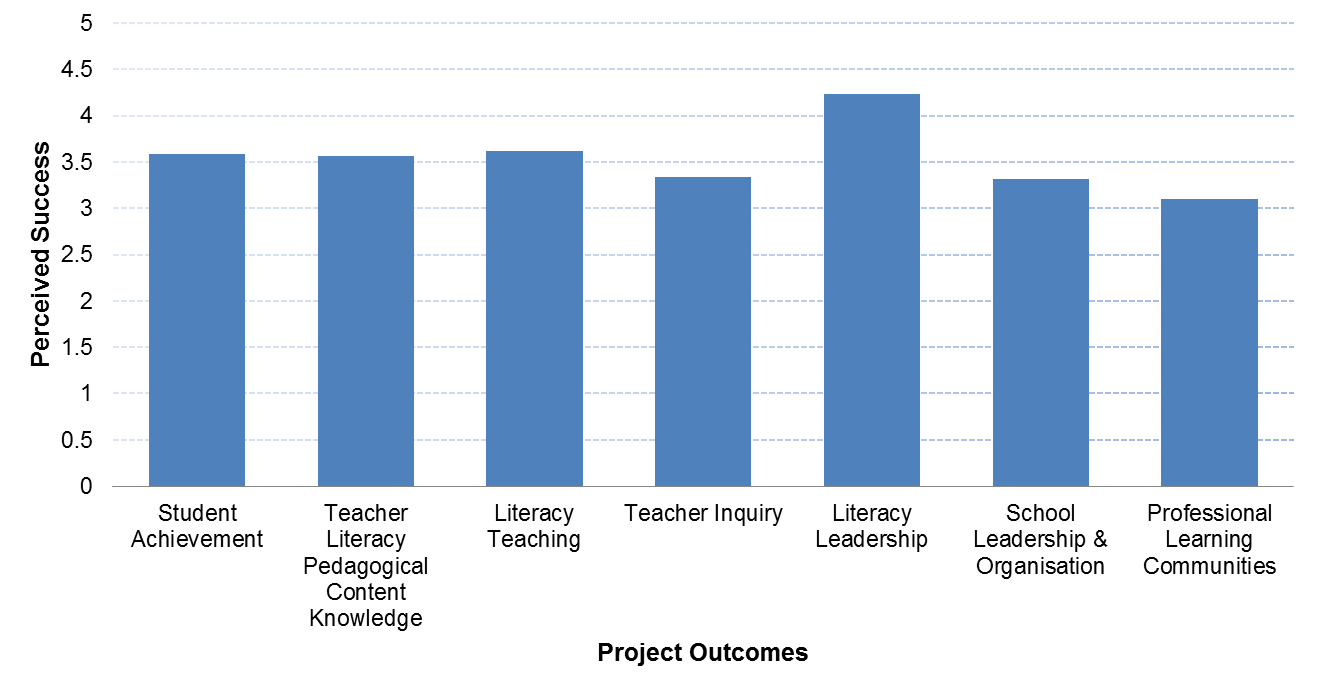 5
4.5
4
3.5
3
2.5
2
1.5
1
0.5
0
Perceived Success
Student
Achievement
Teacher
Literacy
Pedagogical
Content
Knowledge
Literacy
Teaching
Teacher Inquiry
Literacy
Leadership
School
Leadership &
Organisation
Professional
Learning
Communities
Project Outcomes